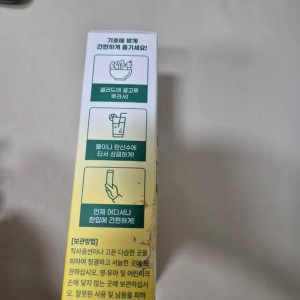 기호에 맞게
간편하게 즐기세요!
샐러드에 골고루
뿌려서!
물이나 탄산수에
타서 상큼하게!
언제 어디서나
한입에 간편하게!
[보관방법]
직사광선이나 고온 다습한 곳을
피하여 청결하고 서늘한 곳에
관하십시오. 영·유아 및 어린이의
손에 닿지 않는 곳에 보관하십시
오. 잘못된 사용 및 남용을 피하